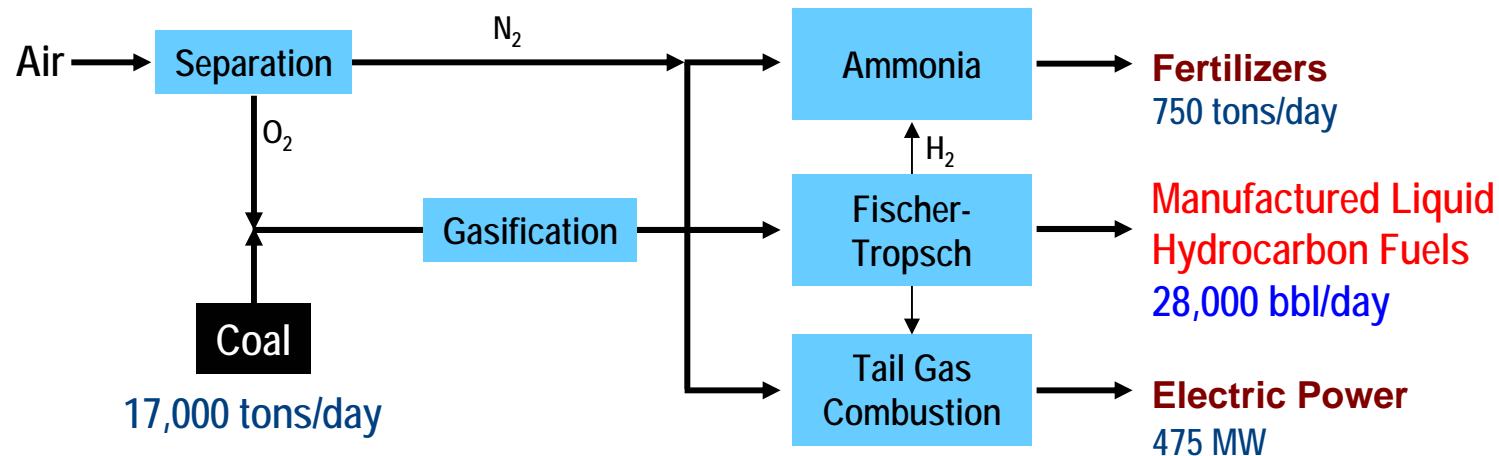 N₂
Air
Separation
Ammonia
Fertilizers
750 tons/day
O₂
H₂
Gasification
Fischer-
Tropsch
Manufactured Liquid
Hydrocarbon Fuels
28,000 bbl/day
Coal
17,000 tons/day
Tail Gas
Combustion
Electric Power
475 MW